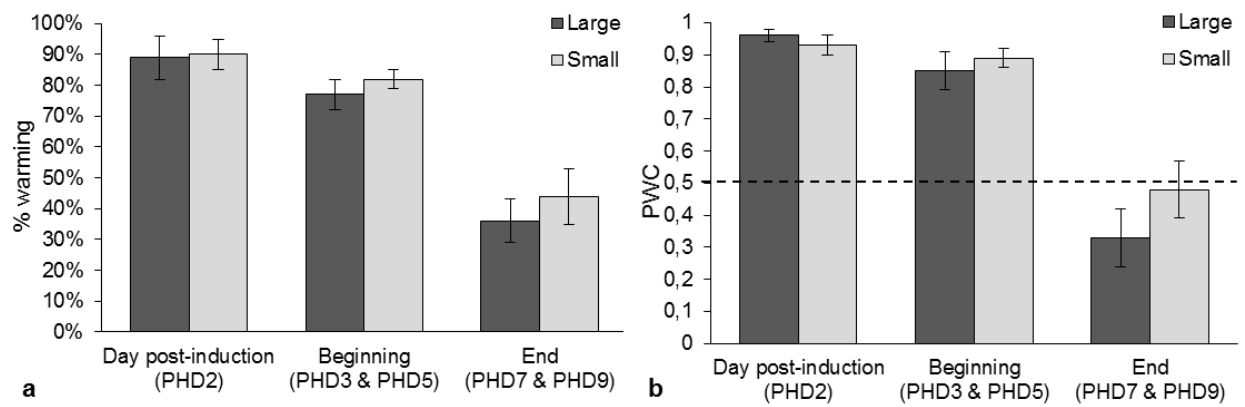 100%
90%
80%
70%
60%
50%
40%
30%
20%
10%
0%
% warming
Large
Small
Day post-induction
(PHD2)
Beginning
(PHD3 & PHD5)
End
(PHD7 & PHD9)
a
1
0,9
0,8
0,7
0,6
0,5
0,4
0,3
0,2
0,1
0
PWC
Large
Small
Day post-induction
(PHD2)
Beginning
(PHD3 & PHD5)
End
(PHD7 & PHD9)
b